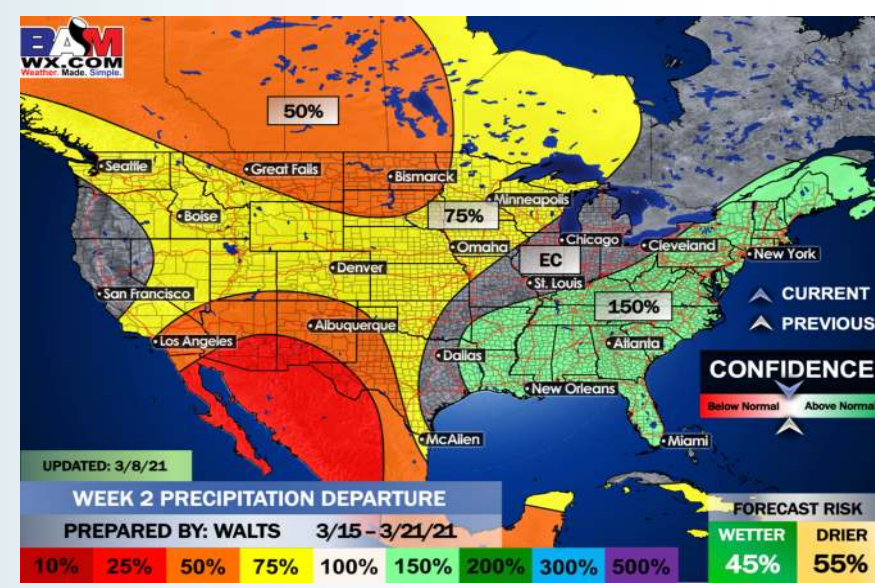 BAM
WX.COM
Weather. Made. Simple.
50%
Seattle
Great Falls
Bismarck
Minneapolis
Boise
75%
Omaha
Chicago
Cleveland
New York
EC
Denver
St. Louis
San Francisco
150%
CURRENT
PREVIOUS
Albuquerque
Los Angeles
Atlanta
Dallas
CONFIDENCE
New Orleans
Below Normal
Above Normal
McAllen
Miami
UPDATED: 3/8/21
WEEK 2 PRECIPITATION DEPARTURE
PREPARED BY: WALTS 3/15 – 3/21/21
10% 25% 50% 75% 100% 150% 200% 300% 500%
FORECAST RISK
WETTER DRIER
45% 55%